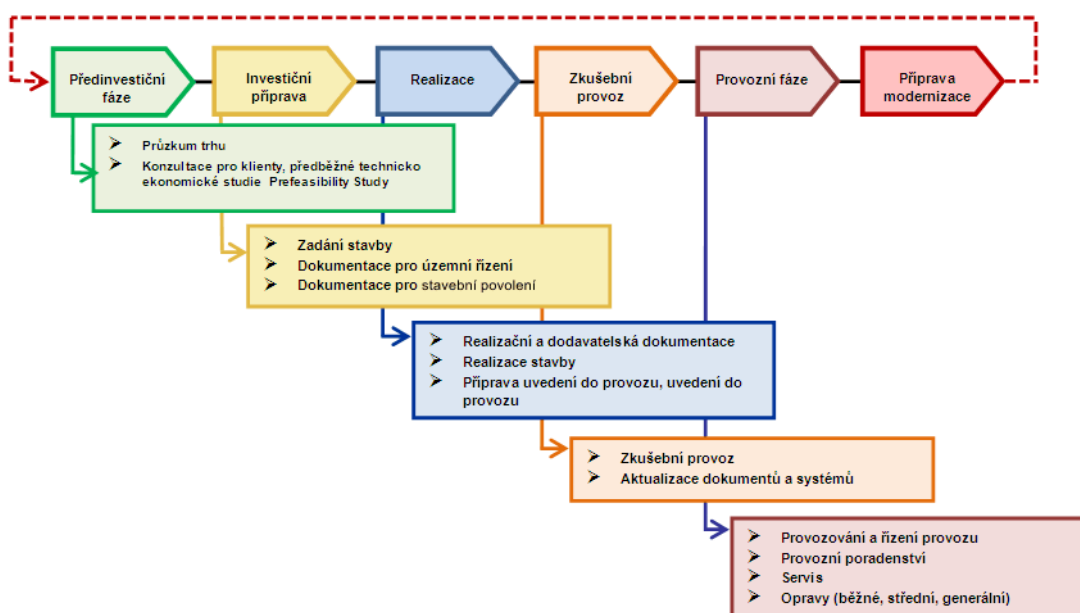 Předinvestiční
fáze
Investiční
příprava
Realizace
Zkušební
provoz
Provozní fáze
Příprava
modernizace
Průzkum trhu
Konzultace pro klienty, předběžné technicko
ekonomické studie Prefeasibility Study
Zadání stavby
Dokumentace pro územní řízení
Dokumentace pro stavební povolení
Realizační a dodavatelská dokumentace
Realizace stavby
Příprava uvedení do provozu, uvedení do
provozu
Zkušební provoz
Aktualizace dokumentů a systémů
Provozování a řízení provozu
Provozní poradenství
Servis
Opravy (běžné, střední, generální)